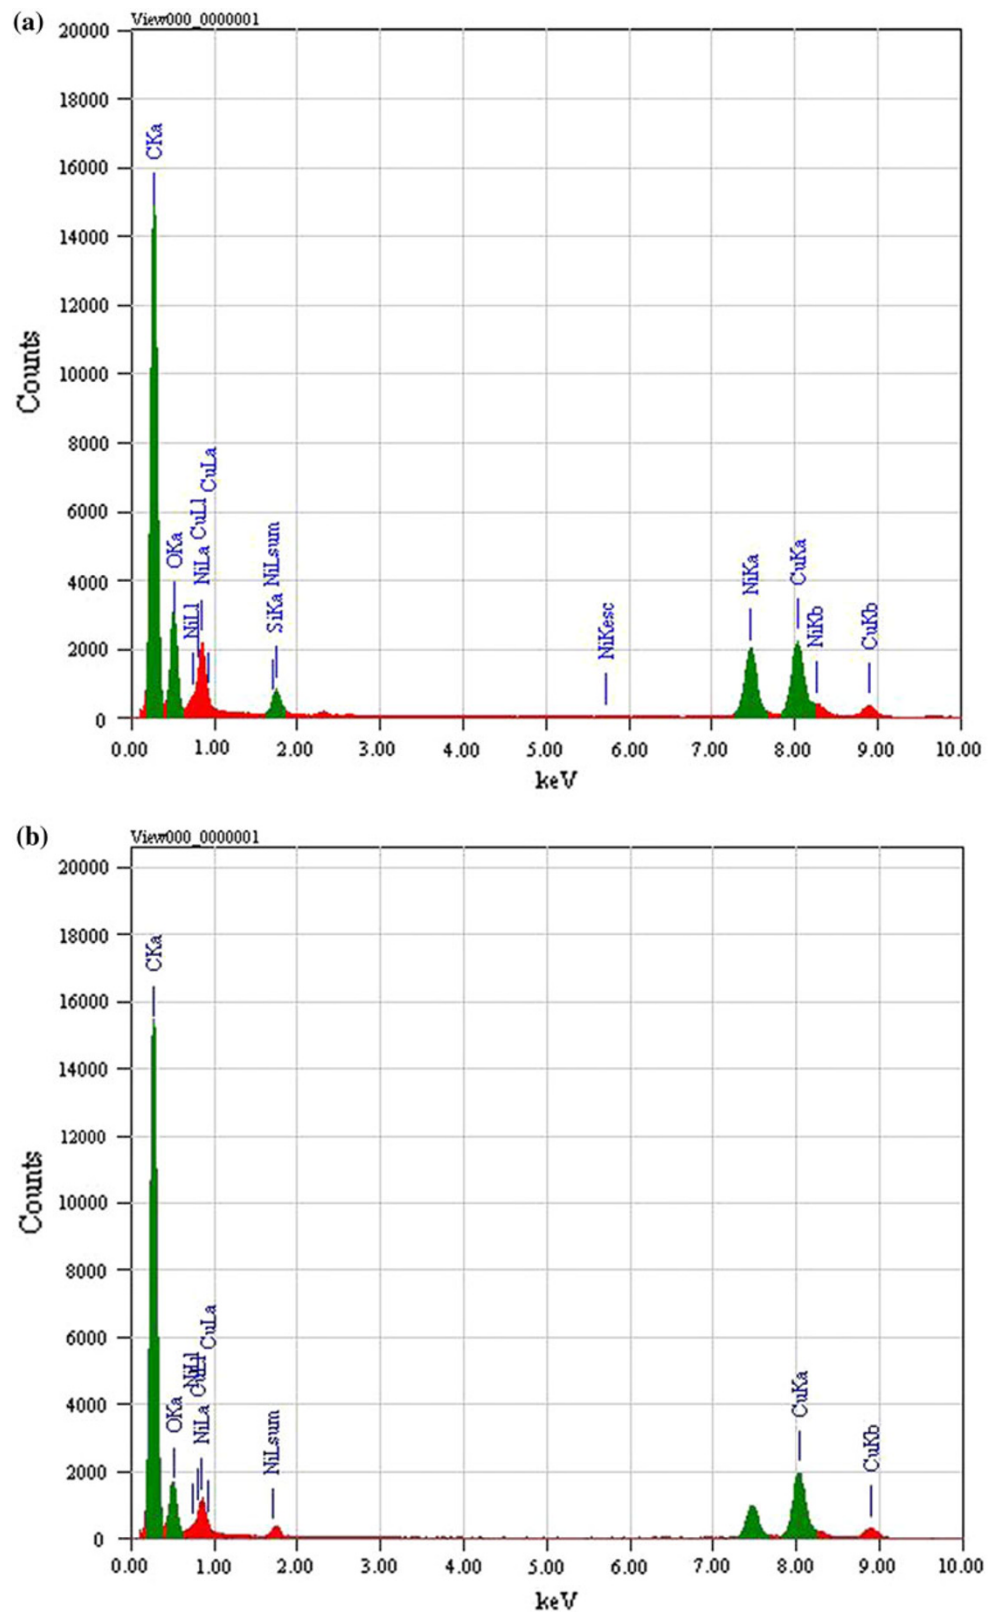 (a)
View000_0000001
20000
18000
16000
14000
12000
10000
8000
6000
4000
2000
0
Counts
CKa
OKa
NiLl
NiLa
CuLl
CuLa
SiKa
NiLsum
NiKesc
NiKa
CuKa
NiKb
CuKb
0.00 1.00 2.00 3.00 4.00 5.00 6.00 7.00 8.00 9.00 10.00
keV
(b)
View000_0000001
20000
18000
16000
14000
12000
10000
8000
6000
4000
2000
0
Counts
CKa
OKa
NiLl
NiLa
CuLl
CuLa
NiLsum
CuKa
CuKb
0.00 1.00 2.00 3.00 4.00 5.00 6.00 7.00 8.00 9.00 10.00
keV